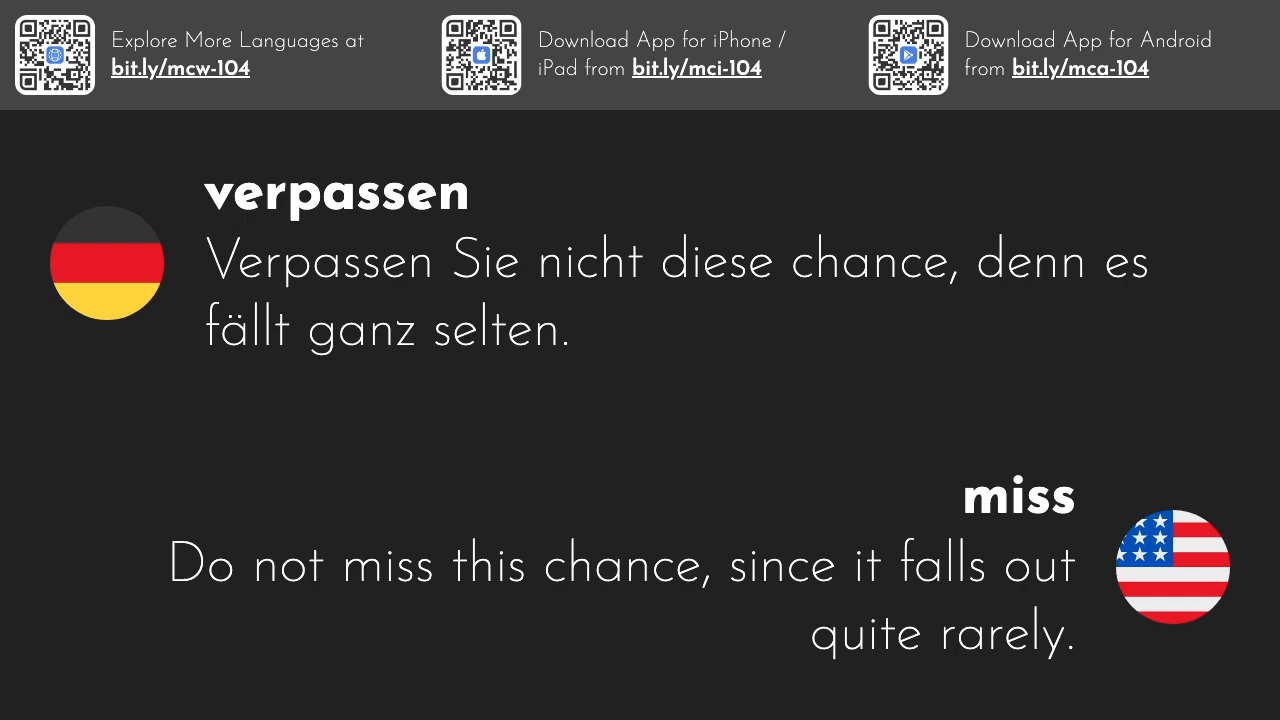 Explore More Languages at
bit.ly/mcw-104
Download App for iPhone /
iPad from bit.ly/mci-104
Download App for Android
from bit.ly/mca-104
verpassen
Verpassen Sie nicht diese chance, denn es
fällt ganz selten.
miss
Do not miss this chance, since it falls out
quite rarely.